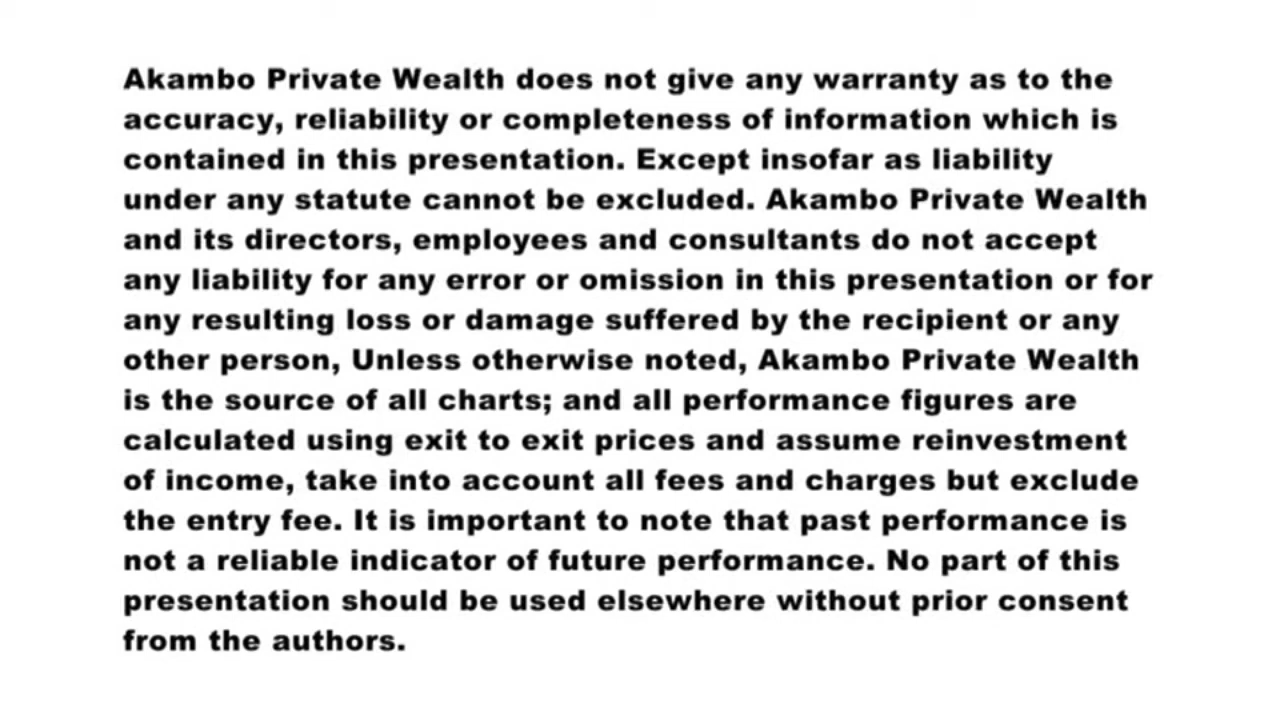 Akambo Private Wealth does not give any warranty as to the
accuracy, reliability or completeness of information which is
contained in this presentation. Except insofar as liability
under any statute cannot be excluded. Akambo Private Wealth
and its directors, employees and consultants do not accept
any liability for any error or omission in this presentation or for
any resulting loss or damage suffered by the recipient or any
other person, Unless otherwise noted, Akambo Private Wealth
is the source of all charts; and all performance figures are
calculated using exit to exit prices and assume reinvestment
of income, take into account all fees and charges but exclude
the entry fee. It is important to note that past performance is
not a reliable indicator of future performance. No part of this
presentation should be used elsewhere without prior consent
from the authors.